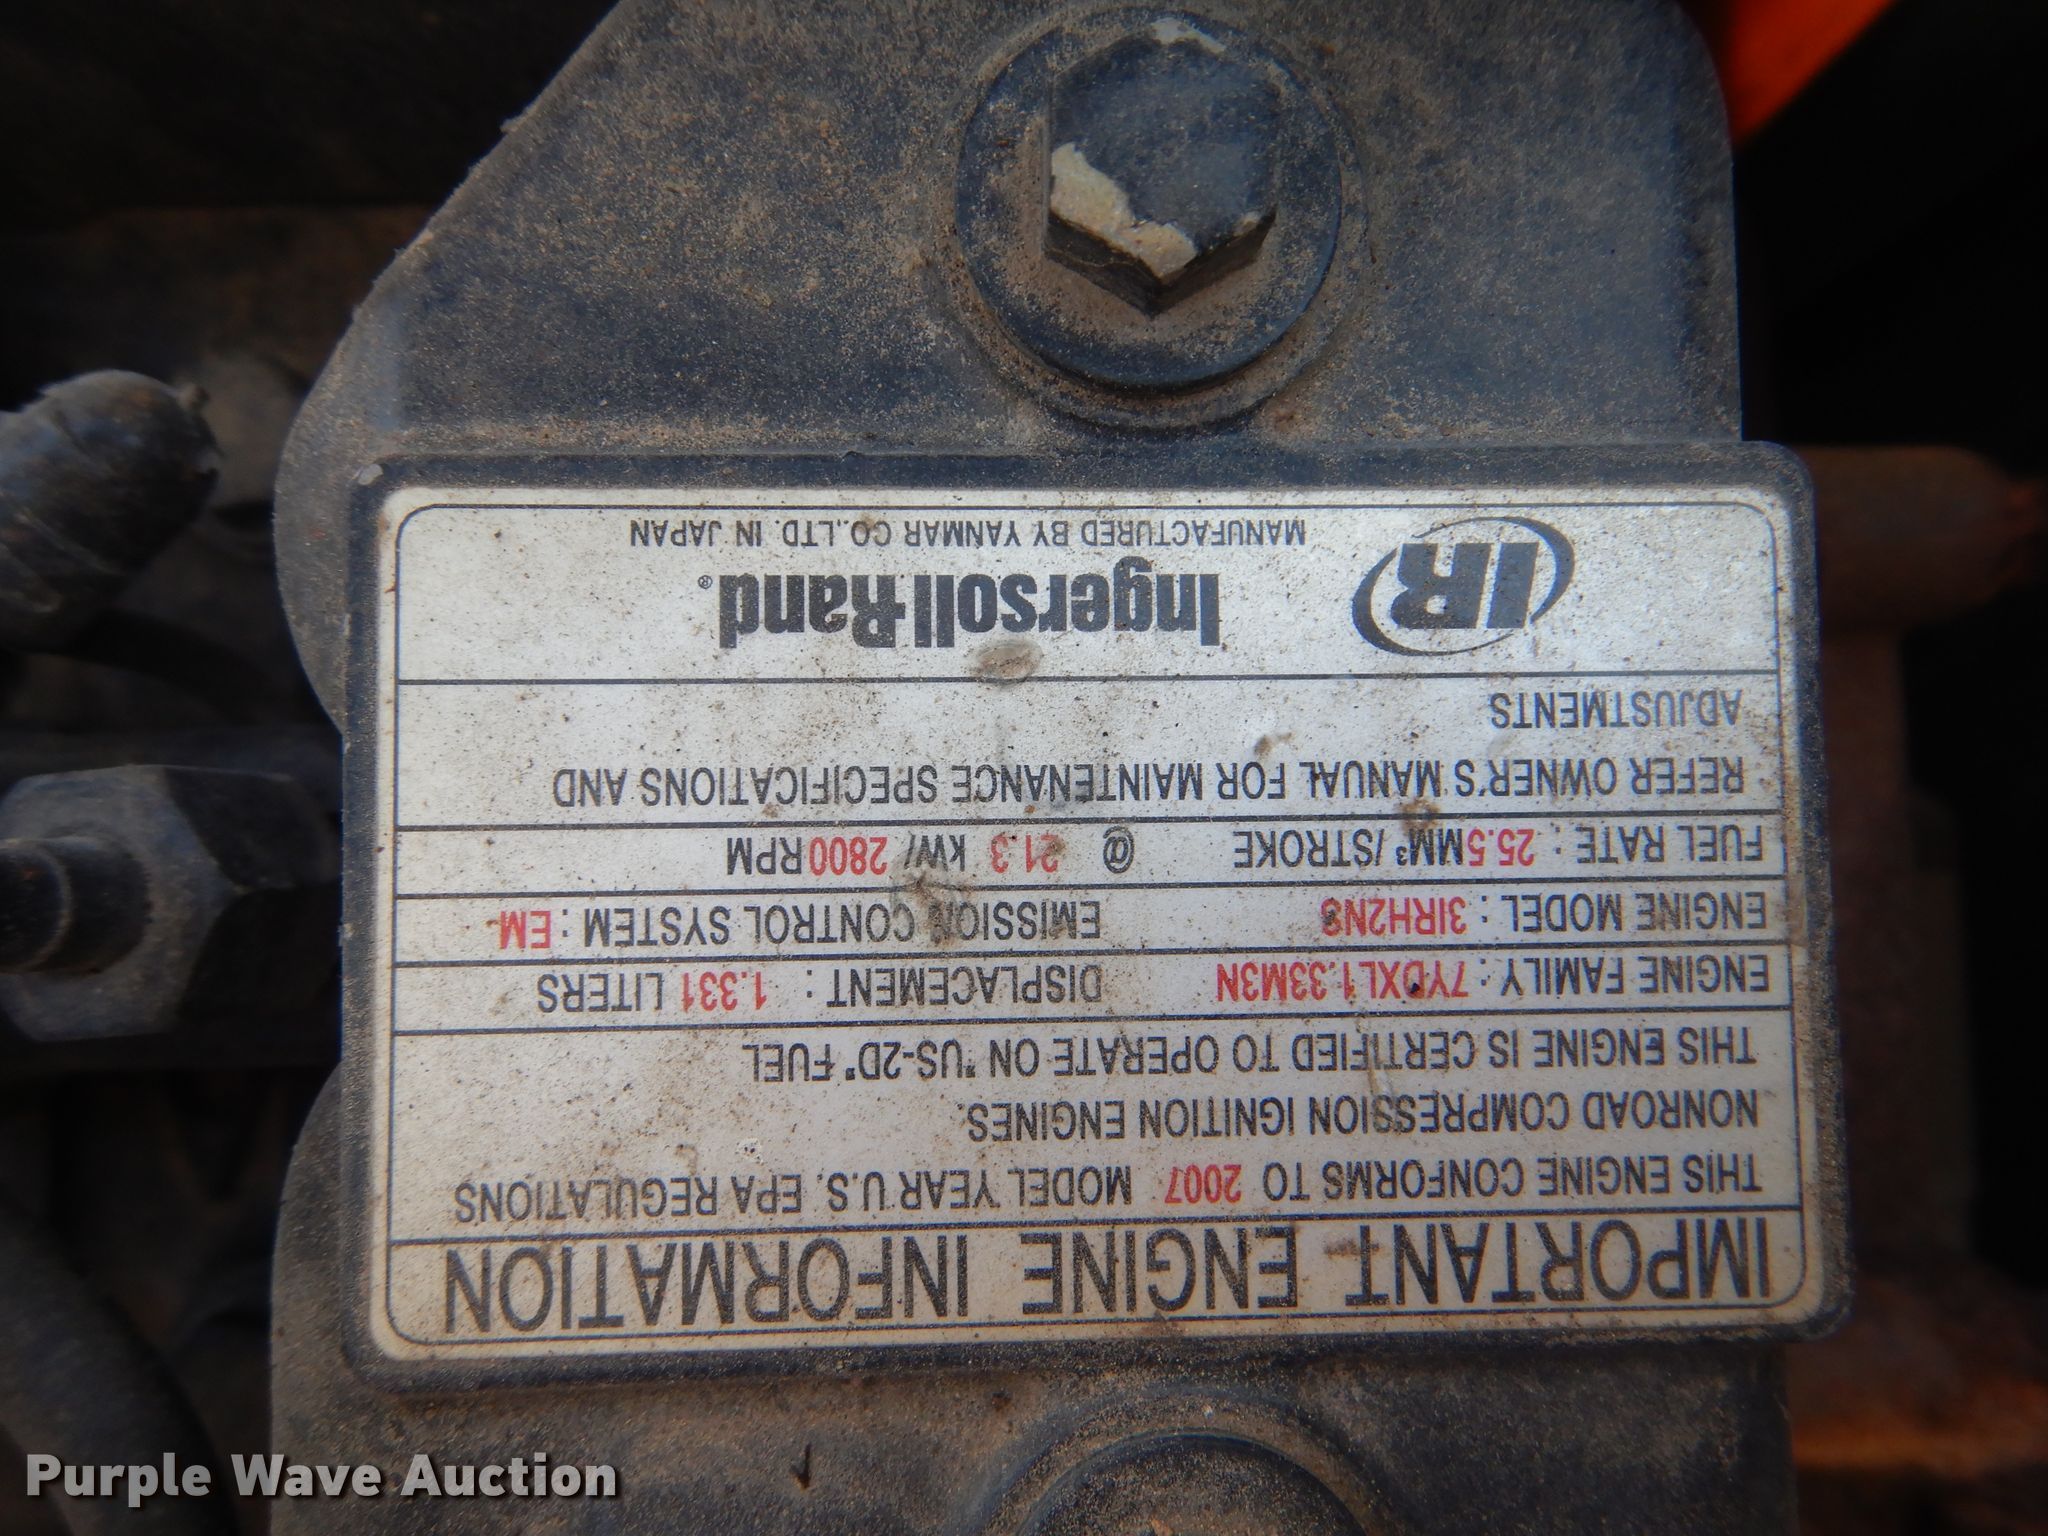 IMPORTANT ENGINE INFORMATION
THIS ENGINE CONFORMS TO 2007 MODEL YEAR U.S. EPA REGULATIONS
NONROAD COMPRESSION IGNITION ENGINES.
THIS ENGINE IS CERTIFIED TO OPERATE ON "US-2D" FUEL
ENGINE FAMILY : 7YDXL1.33M3N DISPLACEMENT : 1.331 LITERS
ENGINE MODEL : 3IRH2N8 EMISSION CONTROL SYSTEM : EM
FUEL RATE : 25.5 MM³/STROKE @ 21.3 kW/ 2800 RPM
REFER OWNER'S MANUAL FOR MAINTENANCE SPECIFICATIONS AND
ADJUSTMENTS
IR Ingersoll Rand®
MANUFACTURED BY YANMAR CO.,LTD. IN JAPAN
Purple Wave Auction